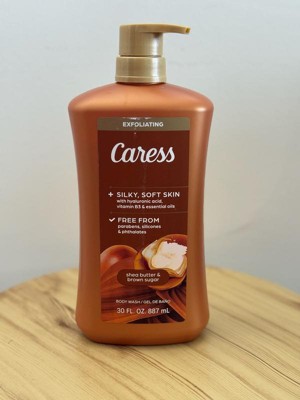 EXFOLIATING
Caress
+ SILKY, SOFT SKIN
with hyaluronic acid,
vitamin B3 & essential oils
✓ FREE FROM
parabens, silicones
& phthalates
shea butter &
brown sugar
BODY WASH / GEL DE BAÑO
30 FL. OZ. 887 mL